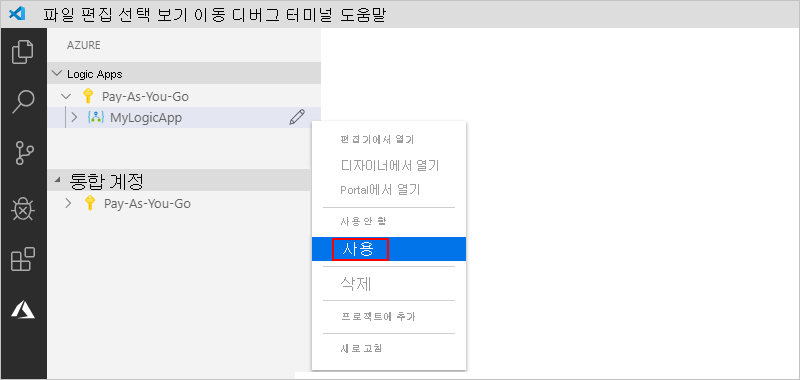 파일 편집 선택 보기 이동 디버그 터미널 도움말
AZURE
Logic Apps
Pay-As-You-Go
MyLogicApp
통합 계정
Pay-As-You-Go
편집기에서 열기
디자이너에서 열기
Portal에서 열기
사용 안 함
사용
삭제
프로젝트에 추가
새로 고침